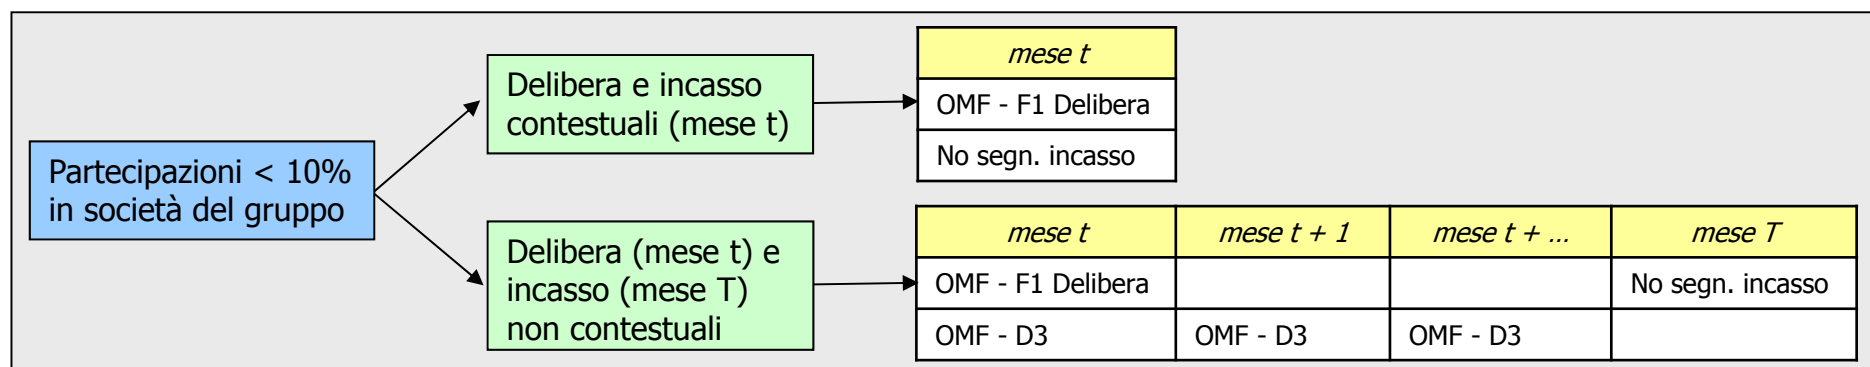 Partecipazioni < 10%
in società del gruppo
Delibera e incasso
contestuali (mese t)
mese t
OMF - F1 Delibera
No segn. incasso
Delibera (mese t) e
incasso (mese T)
non contestuali
mese t mese t + 1 mese t + ... mese T
OMF - F1 Delibera No segn. incasso
OMF - D3 OMF - D3 OMF - D3